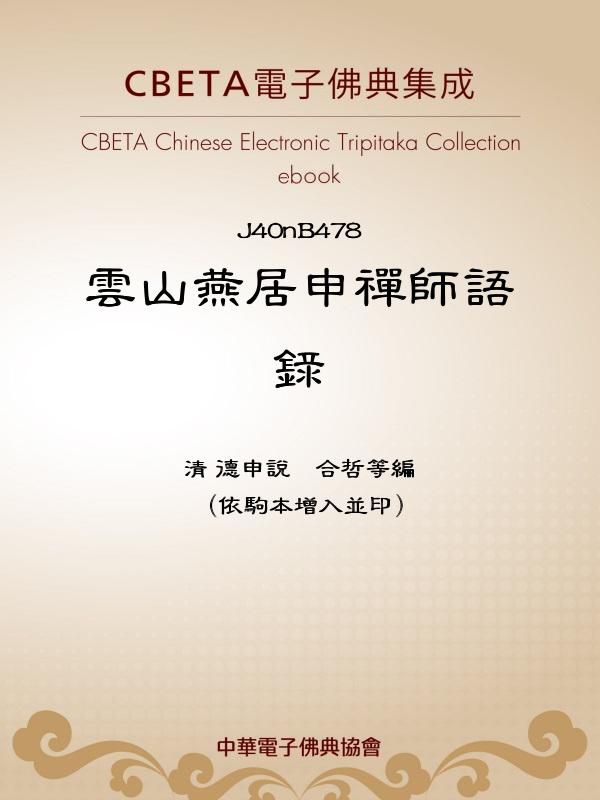 CBETA電子佛典集成
CBETA Chinese Electronic Tripitaka Collection
ebook
J40nB478
雲山燕居申禪師語
錄
清 德申說　合哲等編
（依駒本增入並印）
中華電子佛典協會